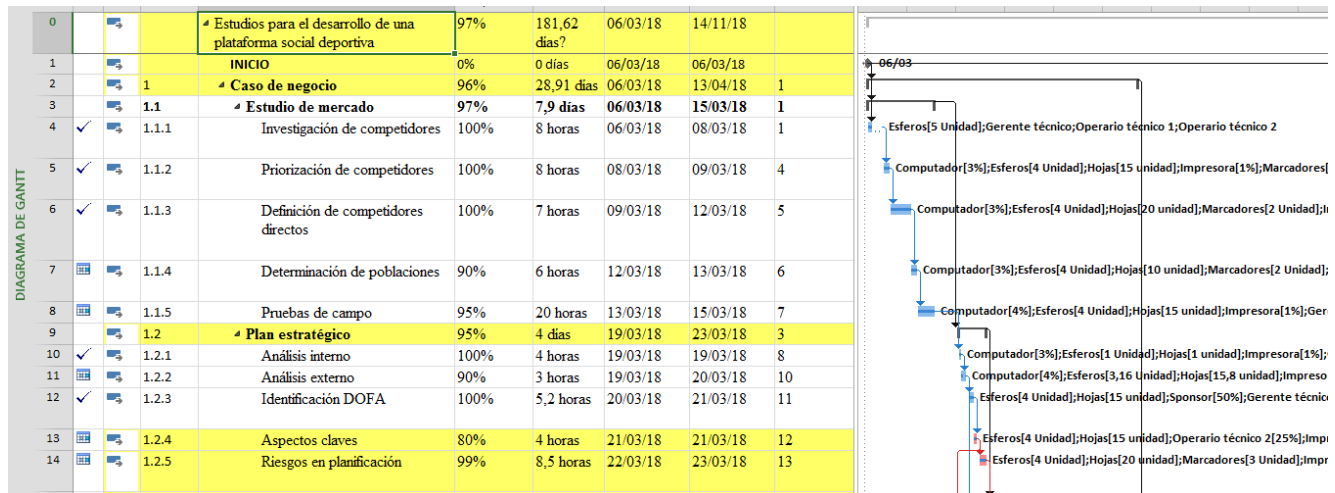 DIAGRAMA DE GANTT
0 Estudios para el desarrollo de una 97% 181,62 06/03/18 14/11/18
plataforma social deportiva días?
1 INICIO 0% 0 días 06/03/18 06/03/18 06/03
2 1 Caso de negocio 96% 28,91 días 06/03/18 13/04/18 1
3 1.1 Estudio de mercado 97% 7,9 días 06/03/18 15/03/18 1
4 1.1.1 Investigación de competidores 100% 8 horas 06/03/18 08/03/18 1 Esferos[5 Unidad];Gerente técnico;Operario técnico 1;Operario técnico 2
5 1.1.2 Priorización de competidores 100% 8 horas 08/03/18 09/03/18 4 Computador[3%];Esferos[4 Unidad];Hojas[15 unidad];Impresora[1%];Marcadores[
6 1.1.3 Definición de competidores 100% 7 horas 09/03/18 12/03/18 5 Computador[3%];Esferos[4 Unidad];Hojas[20 unidad];Marcadores[2 Unidad];
directos
7 1.1.4 Determinación de poblaciones 90% 6 horas 12/03/18 13/03/18 6 Computador[3%];Esferos[4 Unidad];Hojas[10 unidad];Marcadores[2 Unidad];
8 1.1.5 Pruebas de campo 95% 20 horas 13/03/18 15/03/18 7 Computador[4%];Esferos[4 Unidad];Hojas[15 unidad];Impresora[1%];Ger
9 1.2 Plan estratégico 95% 4 días 19/03/18 23/03/18 3
10 1.2.1 Análisis interno 100% 4 horas 19/03/18 19/03/18 8 Computador[3%];Esferos[1 Unidad];Hojas[1 unidad];Impresora[1%];
11 1.2.2 Análisis externo 90% 3 horas 19/03/18 20/03/18 10 Computador[4%];Esferos[3,16 Unidad];Hojas[15,8 unidad];Impreso
12 1.2.3 Identificación DOFA 100% 5,2 horas 20/03/18 21/03/18 11 Esferos[4 Unidad];Hojas[15 unidad];Sponsor[50%];Gerente técnico
13 1.2.4 Aspectos claves 80% 4 horas 21/03/18 21/03/18 12 Esferos[4 Unidad];Hojas[15 unidad];Operario técnico 2[25%];Imp
14 1.2.5 Riesgos en planificación 99% 8,5 horas 22/03/18 23/03/18 13 Esferos[4 Unidad];Hojas[20 unidad];Marcadores[3 Unidad];Imp